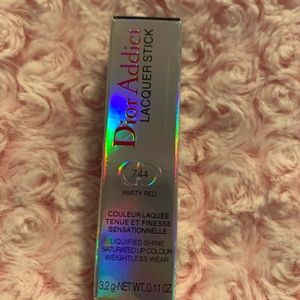 Dior Addict
LACQUER STICK
744
PARTY RED
COULEUR LAQUÉE
TENUE ET FINESSE
SENSATIONNELLE
LIQUIFIED SHINE
SATURATED LIP COLOUR
WEIGHTLESS WEAR
3.2 g-NET WT. 0.11 OZ